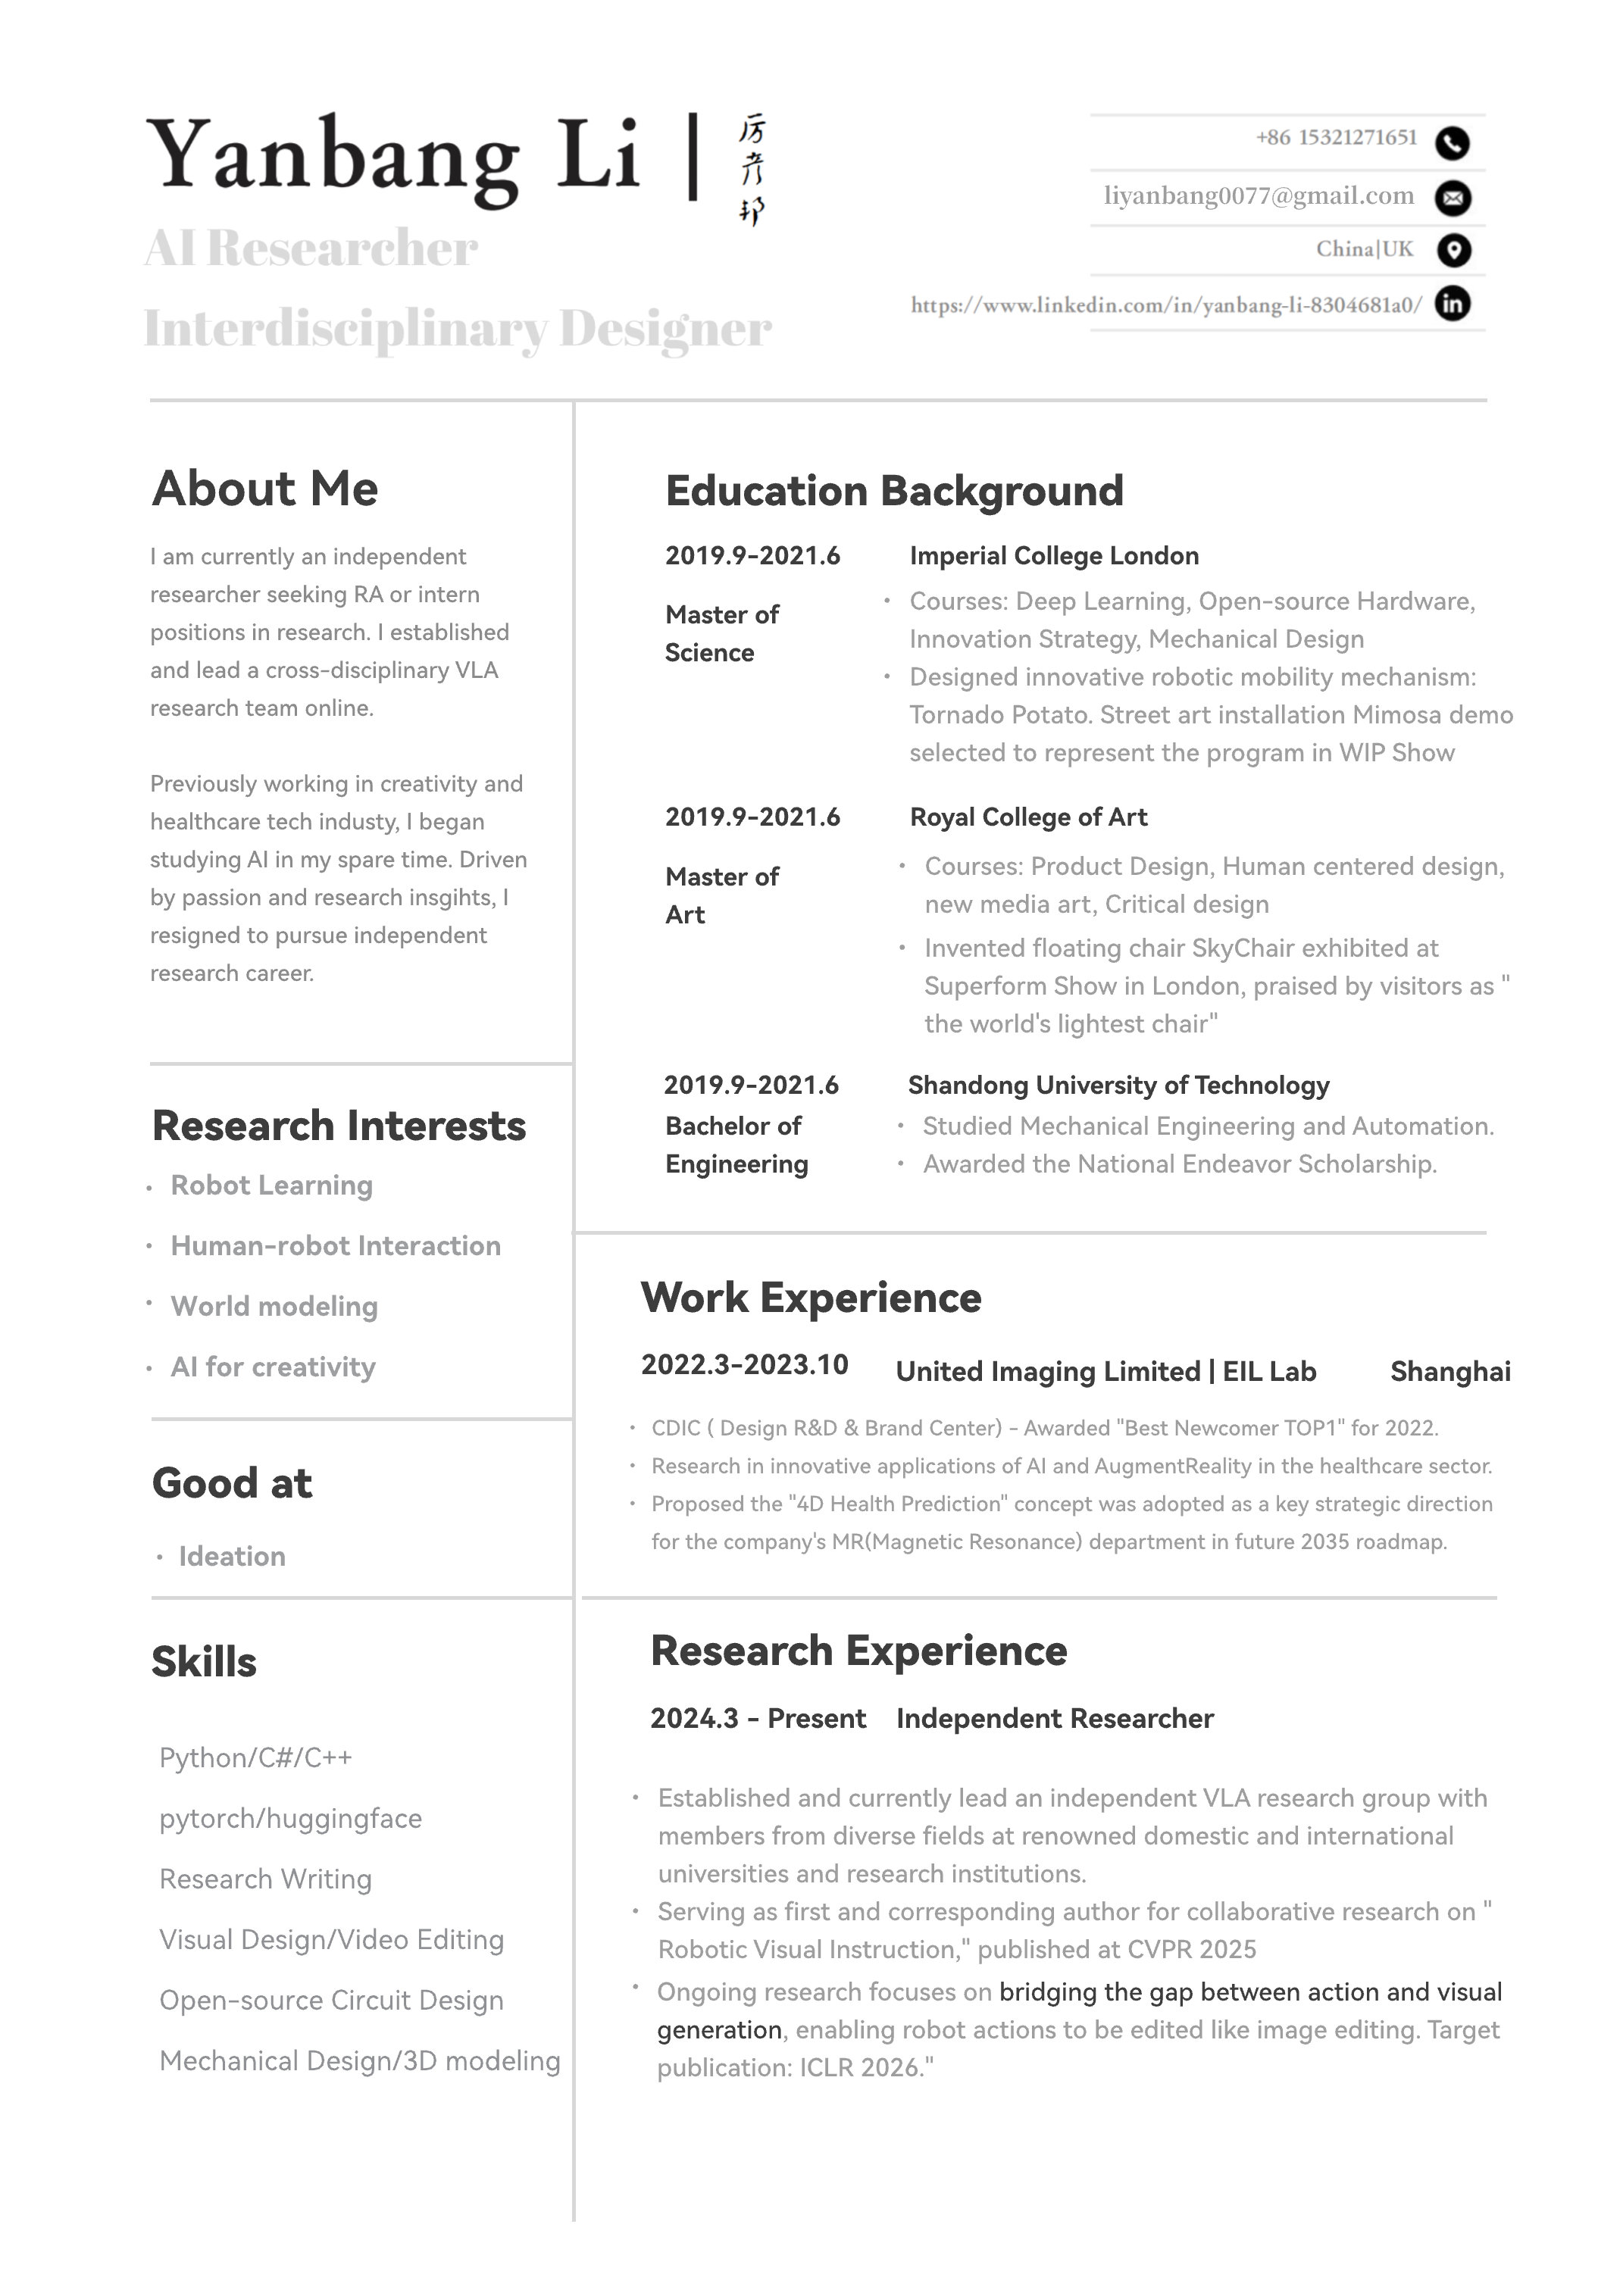 Yanbang Li |
厉彦邦
AI Researcher
Interdisciplinary Designer
+86 15321271651
liyanbang0077@gmail.com
China|UK
https://www.linkedin.com/in/yanbang-li-8304681a0/
in
About Me
I am currently an independent
researcher seeking RA or intern
positions in research. I established
and lead a cross-disciplinary VLA
research team online.
Previously working in creativity and
healthcare tech industy, I began
studying AI in my spare time. Driven
by passion and research insgihts, I
resigned to pursue independent
research career.
Research Interests
• Robot Learning
• Human-robot Interaction
• World modeling
• AI for creativity
Good at
• Ideation
Skills
Python/C#/C++
pytorch/huggingface
Research Writing
Visual Design/Video Editing
Open-source Circuit Design
Mechanical Design/3D modeling
Education Background
2019.9-2021.6 Imperial College London
Master of
Science
• Courses: Deep Learning, Open-source Hardware,
Innovation Strategy, Mechanical Design
• Designed innovative robotic mobility mechanism:
Tornado Potato. Street art installation Mimosa demo
selected to represent the program in WIP Show
2019.9-2021.6 Royal College of Art
Master of
Art
• Courses: Product Design, Human centered design,
new media art, Critical design
• Invented floating chair SkyChair exhibited at
Superform Show in London, praised by visitors as "
the world's lightest chair"
2019.9-2021.6 Shandong University of Technology
Bachelor of
Engineering
• Studied Mechanical Engineering and Automation.
• Awarded the National Endeavor Scholarship.
Work Experience
2022.3-2023.10 United Imaging Limited | EIL Lab Shanghai
• CDIC ( Design R&D & Brand Center) - Awarded "Best Newcomer TOP1" for 2022.
• Research in innovative applications of AI and AugmentReality in the healthcare sector.
• Proposed the "4D Health Prediction" concept was adopted as a key strategic direction
for the company's MR(Magnetic Resonance) department in future 2035 roadmap.
Research Experience
2024.3 - Present Independent Researcher
• Established and currently lead an independent VLA research group with
members from diverse fields at renowned domestic and international
universities and research institutions.
• Serving as first and corresponding author for collaborative research on "
Robotic Visual Instruction," published at CVPR 2025
• Ongoing research focuses on bridging the gap between action and visual
generation, enabling robot actions to be edited like image editing. Target
publication: ICLR 2026."